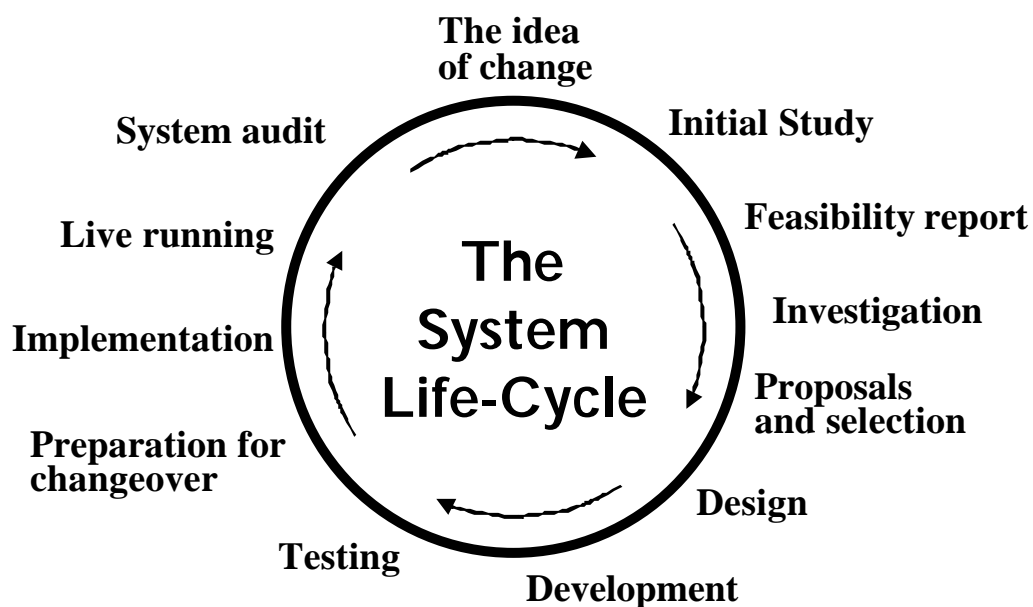 The idea
of change
Initial Study
Feasibility report
Investigation
Proposals
and selection
Design
Development
Testing
Preparation for
changeover
Implementation
Live running
System audit
The
System
Life-Cycle